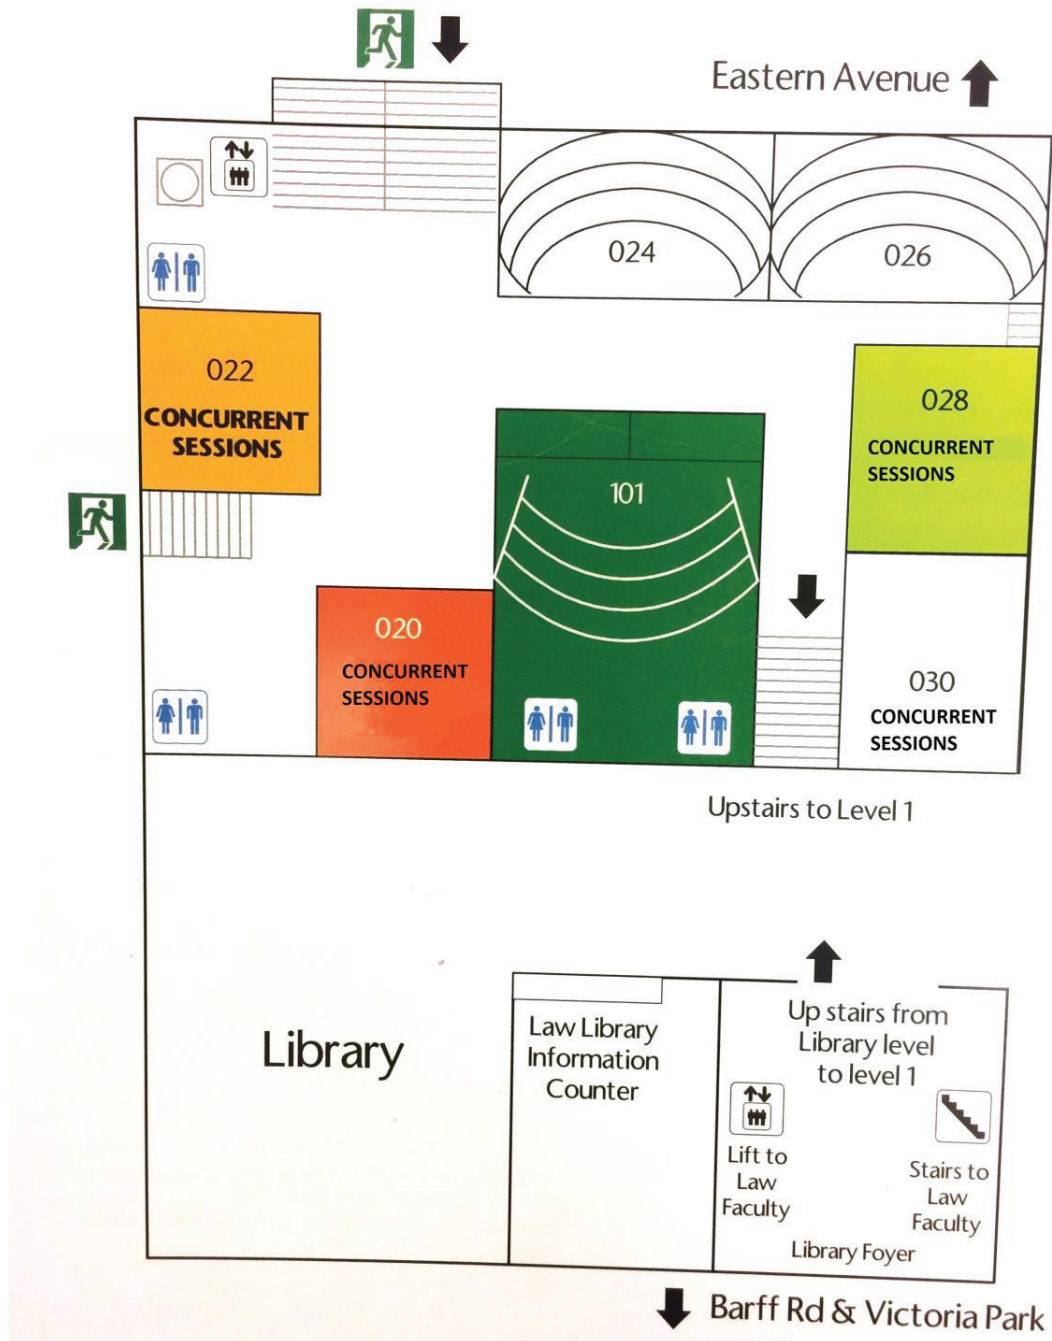 Eastern Avenue
024
026
022
CONCURRENT
SESSIONS
028
CONCURRENT
SESSIONS
101
020
CONCURRENT
SESSIONS
030
CONCURRENT
SESSIONS
Upstairs to Level 1
Library
Law Library
Information
Counter
Up stairs from
Library level
to level 1
Lift to
Law
Faculty
Stairs to
Law
Faculty
Library Foyer
Barff Rd & Victoria Park